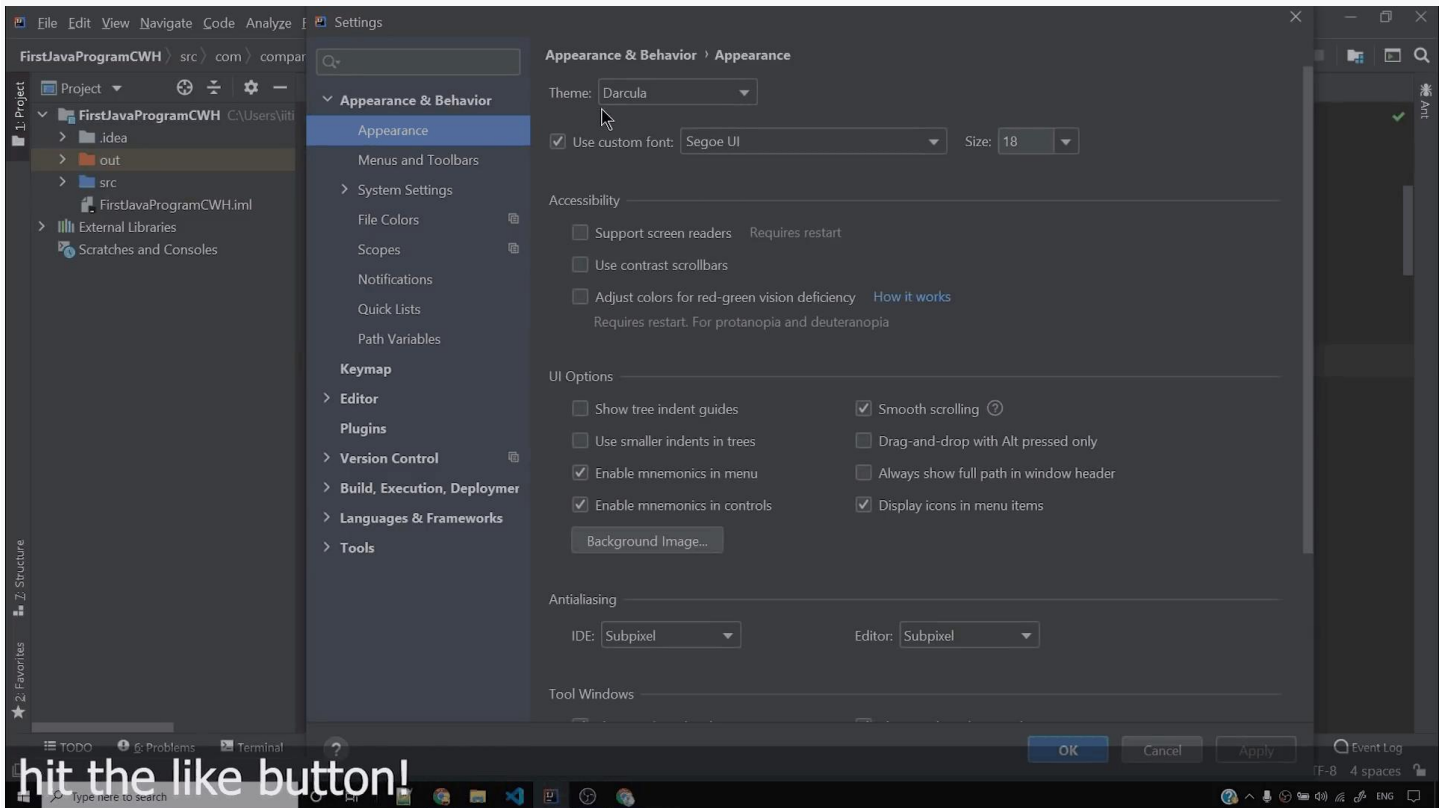 File Edit View Navigate Code Analyze
Settings
FirstJavaProgramCWH src com compar
Appearance & Behavior › Appearance
Project
1: Project
Theme: Darcula
Ant
Appearance & Behavior
FirstJavaProgramCWH C:\Users\iiti
.idea
Appearance
Use custom font: Segoe UI Size: 18
out
Menus and Toolbars
src
System Settings
FirstJavaProgramCWH.iml
Accessibility
External Libraries
File Colors
Support screen readers Requires restart
Scratches and Consoles
Scopes
Use contrast scrollbars
Notifications
Adjust colors for red-green vision deficiency How it works
Quick Lists
Requires restart. For protanopia and deuteranopia
Path Variables
Keymap
UI Options
Editor
Show tree indent guides Smooth scrolling
Plugins
Use smaller indents in trees Drag-and-drop with Alt pressed only
Version Control
Enable mnemonics in menu Always show full path in window header
Build, Execution, Deploymer
Enable mnemonics in controls Display icons in menu items
Languages & Frameworks
Background Image...
Tools
7: Structure
Antialiasing
IDE: Subpixel Editor: Subpixel
2: Favorites
Tool Windows
TODO 6: Problems Terminal
OK Cancel Apply
Event Log
hit the like button!
TF-8 4 spaces
Type here to search
ENG